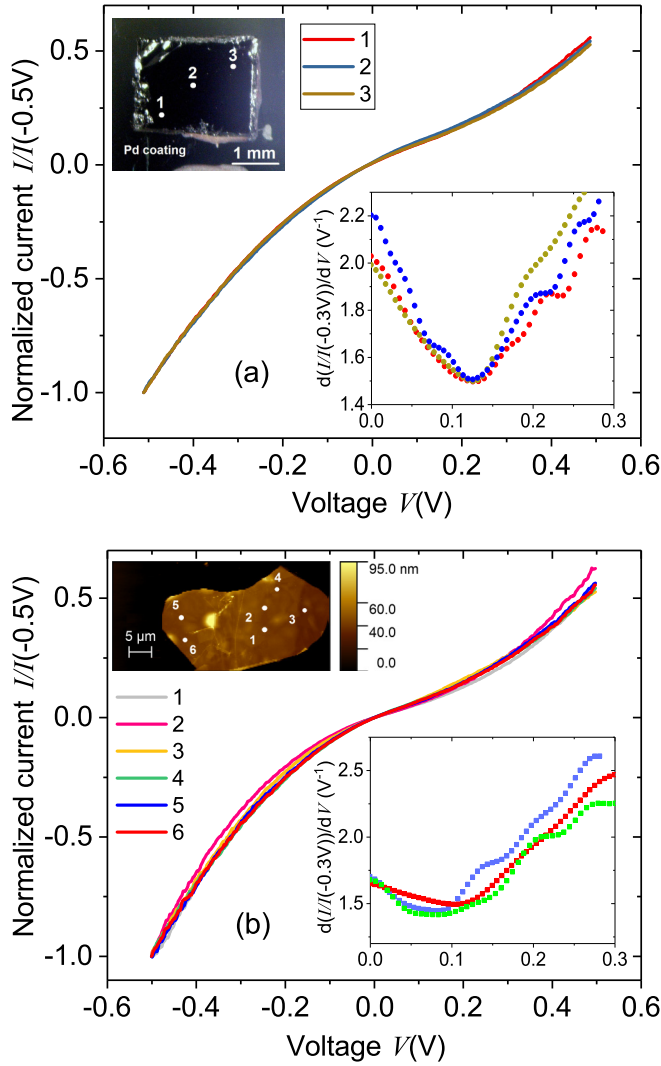 Normalized current I/I(-0.5V)
0.5
0.0
-0.5
-1.0
1
2
3
Pd coating
1 mm
1
2
3
d(I/I(-0.3V))/dV (V⁻¹)
2.2
2.0
1.8
1.6
1.4
0.0 0.1 0.2 0.3
(a)
-0.6 -0.4 -0.2 0.0 0.2 0.4 0.6
Voltage V(V)
Normalized current I/I(-0.5V)
0.5
0.0
-0.5
-1.0
4
5
2
3
1
6
5 µm
95.0 nm
60.0
40.0
0.0
1
2
3
4
5
6
d(I/I(-0.3V))/dV (V⁻¹)
2.5
2.0
1.5
1.0
0.0 0.1 0.2 0.3
(b)
-0.6 -0.4 -0.2 0.0 0.2 0.4 0.6
Voltage V(V)